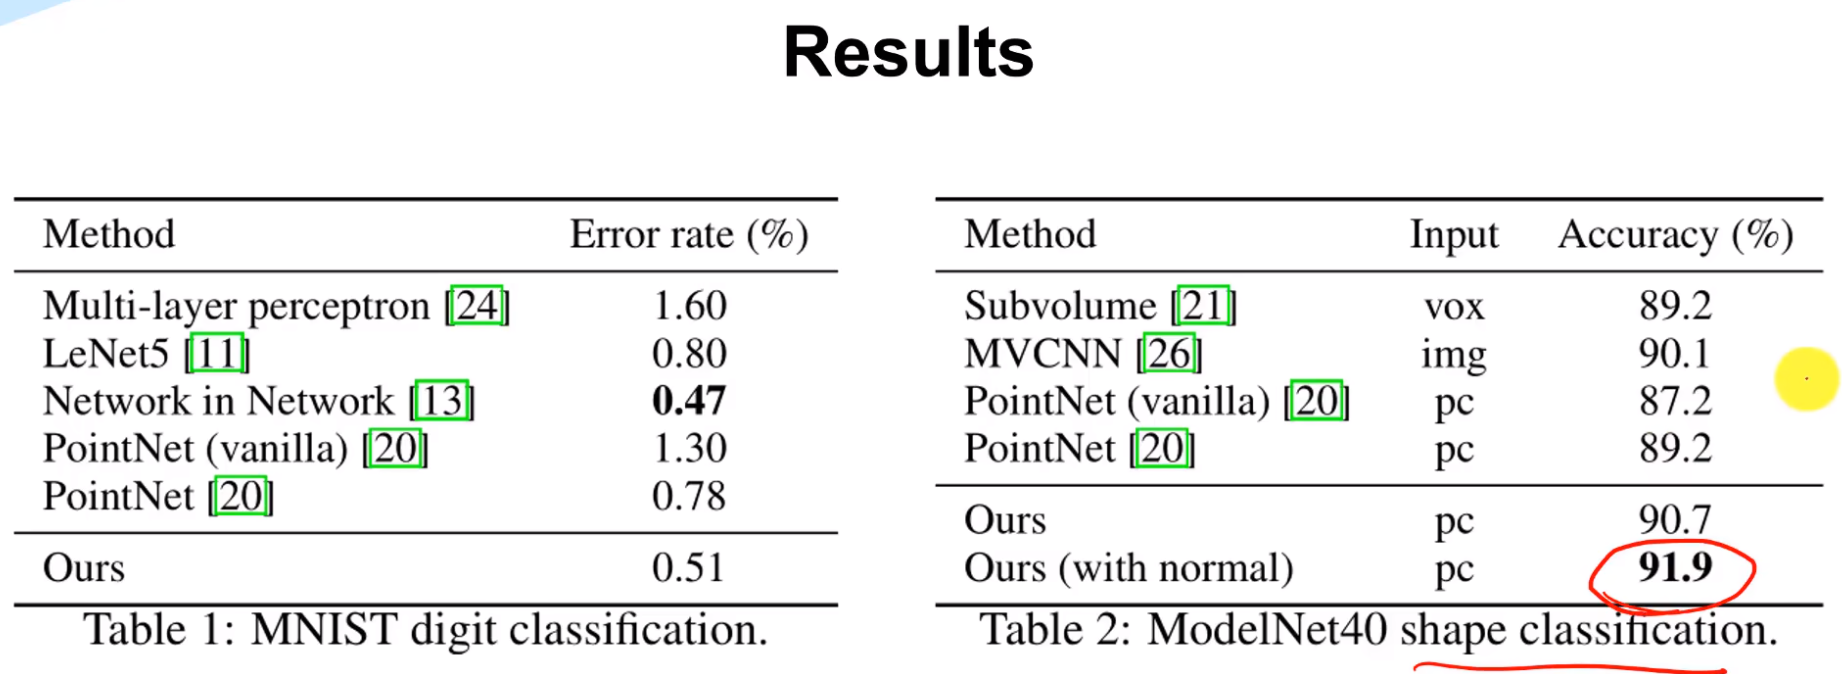 Results
Method Error rate (%)
Multi-layer perceptron [24] 1.60
LeNet5 [11] 0.80
Network in Network [13] 0.47
PointNet (vanilla) [20] 1.30
PointNet [20] 0.78
Ours 0.51
Table 1: MNIST digit classification.
Method Input Accuracy (%)
Subvolume [21] vox 89.2
MVCNN [26] img 90.1
PointNet (vanilla) [20] pc 87.2
PointNet [20] pc 89.2
Ours pc 90.7
Ours (with normal) pc 91.9
Table 2: ModelNet40 shape classification.